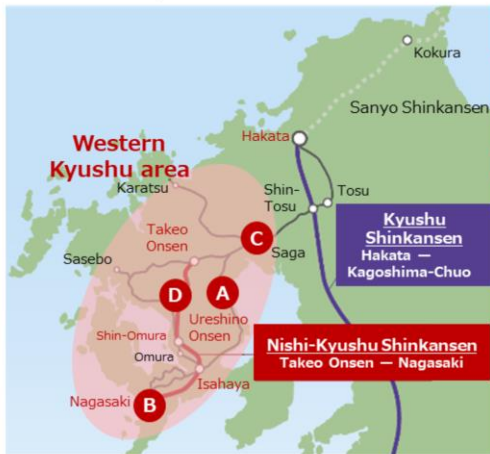 Kokura
Sanyo Shinkansen
Hakata
Western
Kyushu area
Karatsu
Shin-
Tosu
Tosu
Takeo
Onsen
C
Saga
Kyushu
Shinkansen
Hakata —
Kagoshima-Chuo
Sasebo
D
A
Ureshino
Onsen
Shin-Omura
Omura
Nishi-Kyushu Shinkansen
Takeo Onsen — Nagasaki
Isahaya
Nagasaki
B